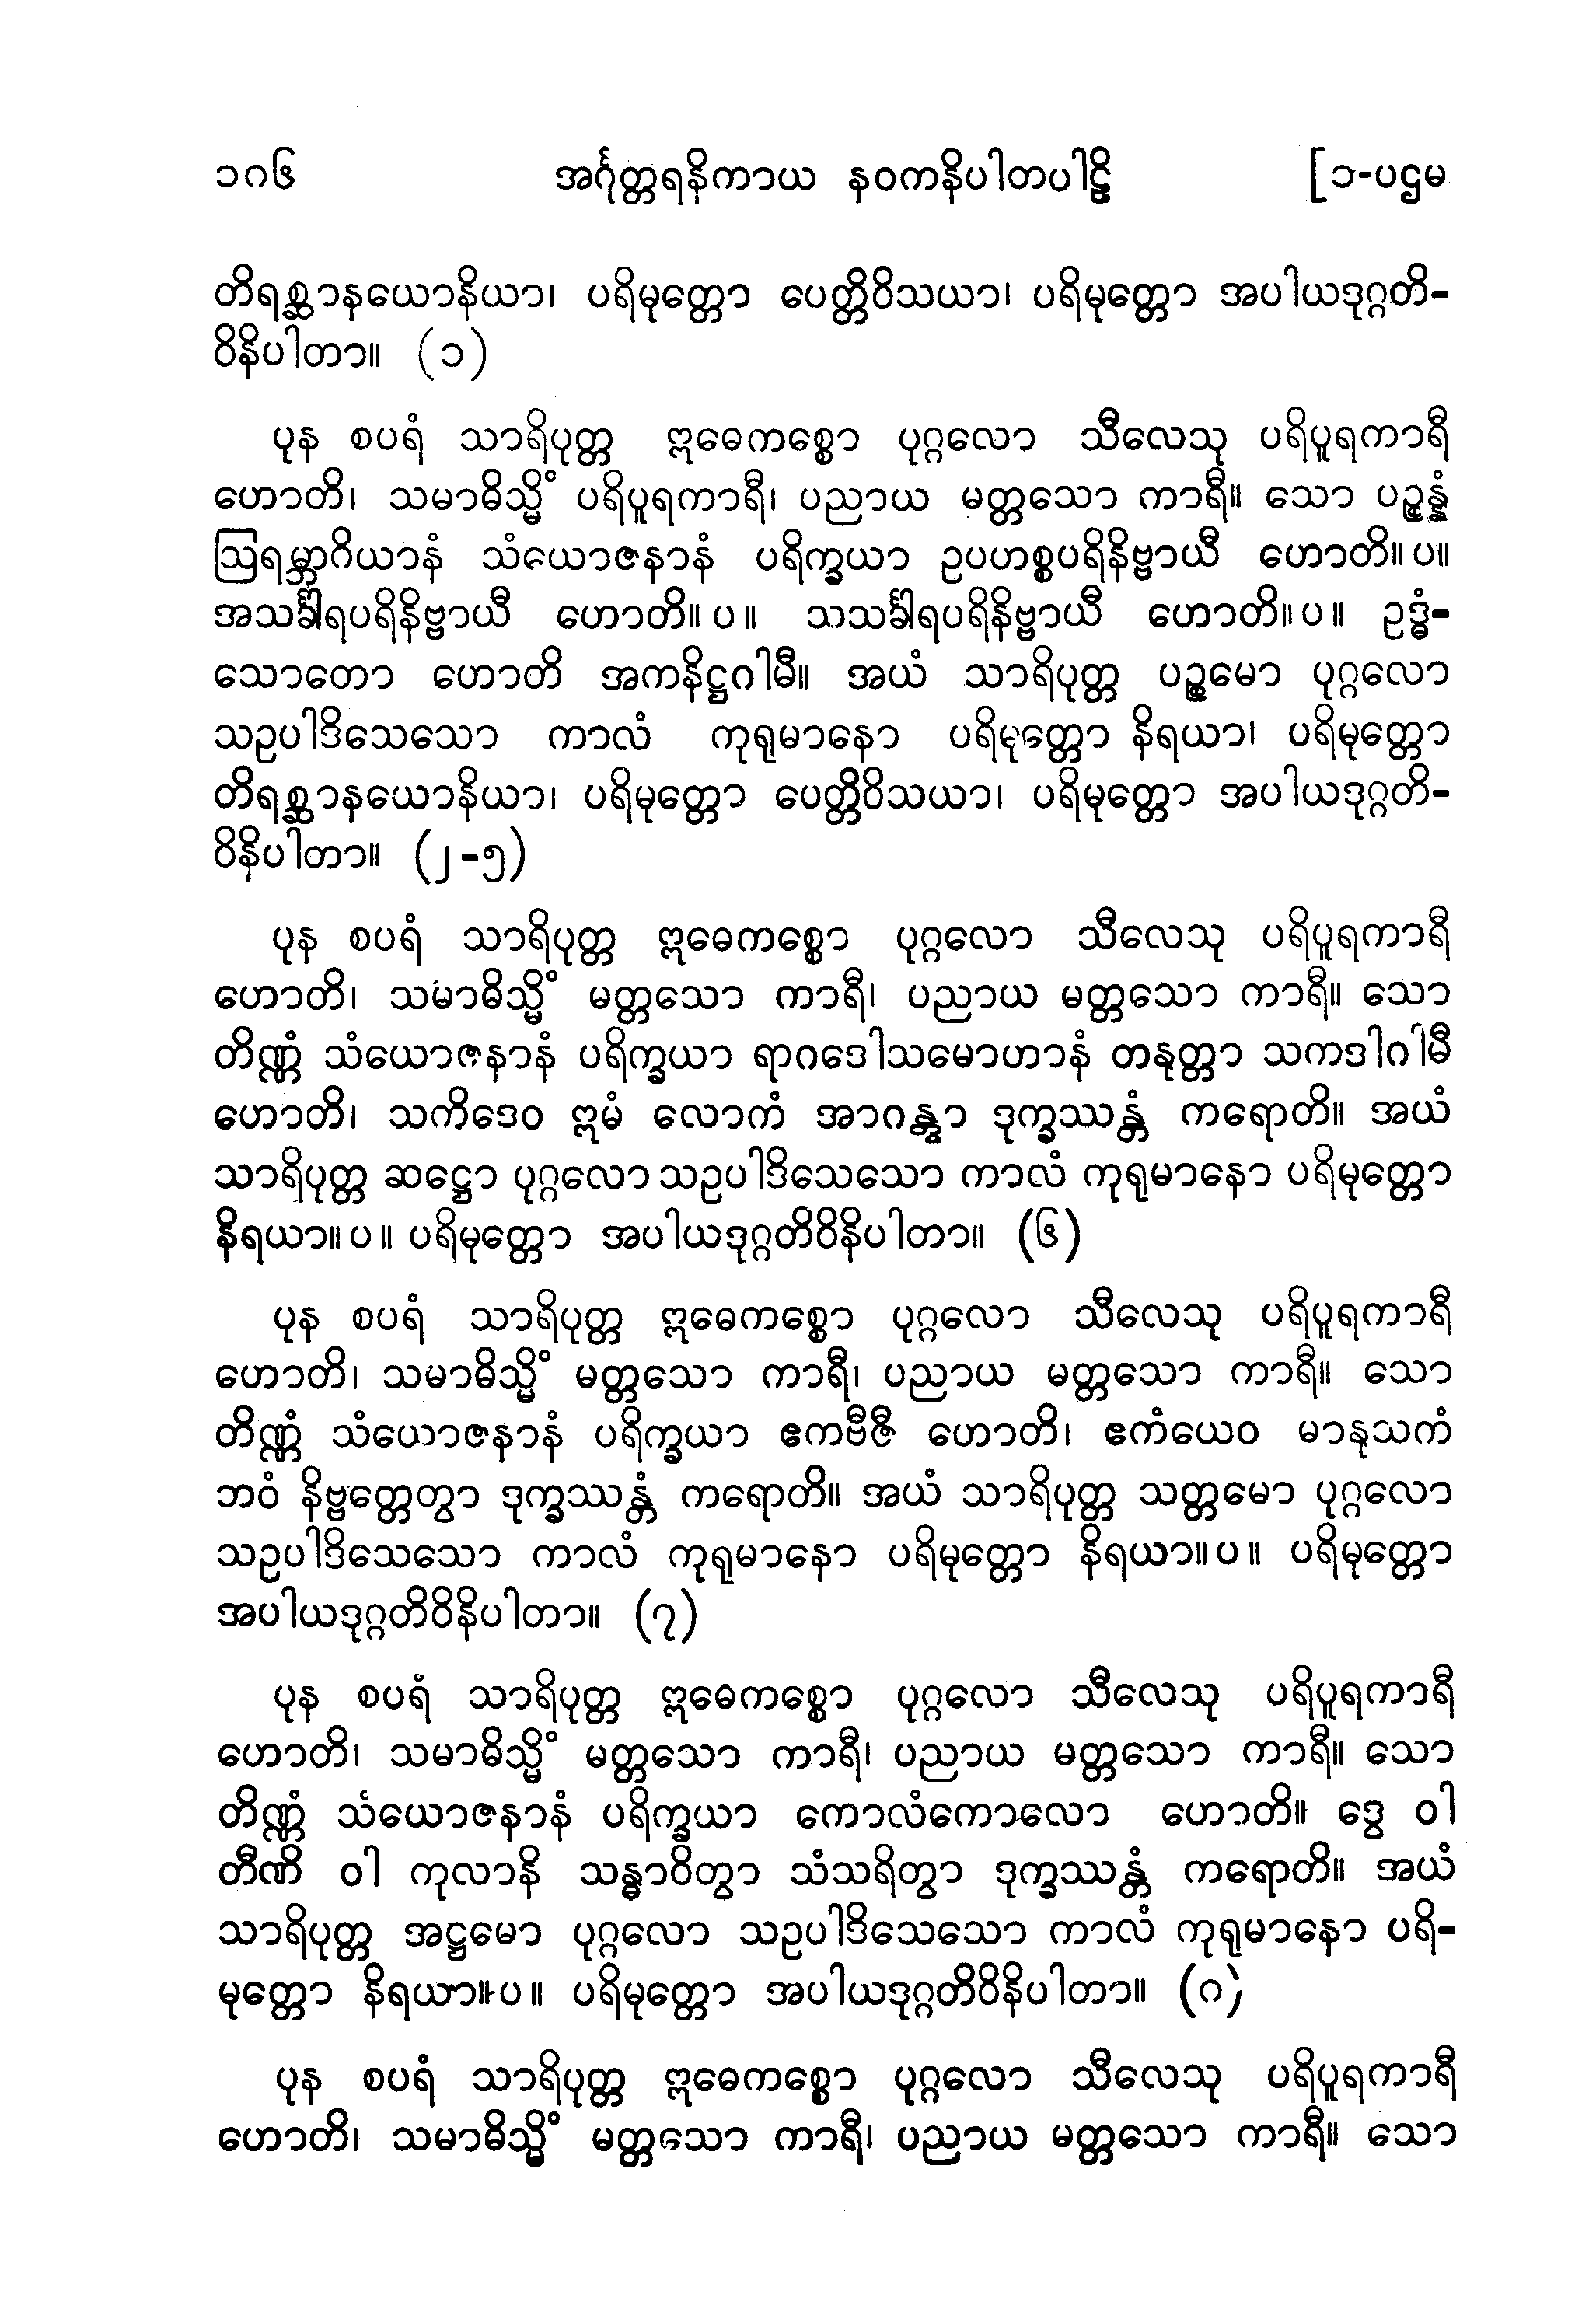 ၁၈၆ အင်္ဂုတ္တရနိကာယ နဝကနိပါတပါဠိ [၁-ပဌမ
တိရစ္ဆာနယောနိယာ၊ ပရိမုတ္တော ပေတ္တိဝိသယာ၊ ပရိမုတ္တော အပါယဒုဂ္ဂတိ-
ဝိနိပါတာ။ (၁)
ပုန စပရံ သာရိပုတ္တ ဣဓေကစ္စော ပုဂ္ဂလော သီလေသု ပရိပူရကာရီ
ဟောတိ၊ သမာဓိသ္မိံ ပရိပူရကာရီ၊ ပညာယ မတ္တသော ကာရီ။ သော ပဉ္စန္နံ
ဩရမ္ဘာဂိယာနံ သံယောဇနာနံ ပရိက္ခယာ ဥပဟစ္စပရိနိဗ္ဗာယီ ဟောတိ။ပ။
အသင်္ခါရပရိနိဗ္ဗာယီ ဟောတိ။ပ။ သသင်္ခါရပရိနိဗ္ဗာယီ ဟောတိ။ပ။ ဥဒ္ဓံ-
သောတော ဟောတိ အကနိဋ္ဌဂါမီ။ အယံ သာရိပုတ္တ ပဉ္စမော ပုဂ္ဂလော
သဥပါဒိသေသော ကာလံ ကုရုမာနော ပရိမုတ္တော နိရယာ၊ ပရိမုတ္တော
တိရစ္ဆာနယောနိယာ၊ ပရိမုတ္တော ပေတ္တိဝိသယာ၊ ပရိမုတ္တော အပါယဒုဂ္ဂတိ-
ဝိနိပါတာ။ (၂-၅)
ပုန စပရံ သာရိပုတ္တ ဣဓေကစ္စော ပုဂ္ဂလော သီလေသု ပရိပူရကာရီ
ဟောတိ၊ သမာဓိသ္မိံ မတ္တသော ကာရီ၊ ပညာယ မတ္တသော ကာရီ။ သော
တိဏ္ဏံ သံယောဇနာနံ ပရိက္ခယာ ရာဂဒေါသမောဟာနံ တနုတ္တာ သကဒါဂါမီ
ဟောတိ၊ သကိဒေဝ ဣမံ လောကံ အာဂန္တွာ ဒုက္ခဿန္တံ ကရောတိ။ အယံ
သာရိပုတ္တ ဆဋ္ဌော ပုဂ္ဂလော သဥပါဒိသေသော ကာလံ ကုရုမာနော ပရိမုတ္တော
နိရယာ။ပ။ ပရိမုတ္တော အပါယဒုဂ္ဂတိဝိနိပါတာ။ (၆)
ပုန စပရံ သာရိပုတ္တ ဣဓေကစ္စော ပုဂ္ဂလော သီလေသု ပရိပူရကာရီ
ဟောတိ၊ သမာဓိသ္မိံ မတ္တသော ကာရီ၊ ပညာယ မတ္တသော ကာရီ။ သော
တိဏ္ဏံ သံယောဇနာနံ ပရိက္ခယာ ဧကဗီဇီ ဟောတိ၊ ဧကံယေဝ မာနုသကံ
ဘဝံ နိဗ္ဗတ္တေတွာ ဒုက္ခဿန္တံ ကရောတိ။ အယံ သာရိပုတ္တ သတ္တမော ပုဂ္ဂလော
သဥပါဒိသေသော ကာလံ ကုရုမာနော ပရိမုတ္တော နိရယာ။ပ။ ပရိမုတ္တော
အပါယဒုဂ္ဂတိဝိနိပါတာ။ (၇)
ပုန စပရံ သာရိပုတ္တ ဣဓေကစ္စော ပုဂ္ဂလော သီလေသု ပရိပူရကာရီ
ဟောတိ၊ သမာဓိသ္မိံ မတ္တသော ကာရီ၊ ပညာယ မတ္တသော ကာရီ။ သော
တိဏ္ဏံ သံယောဇနာနံ ပရိက္ခယာ ကောလံကောလော ဟောတိ။ ဒွေ ဝါ
တီဏိ ဝါ ကုလာနိ သန္ဓာဝိတွာ သံသရိတွာ ဒုက္ခဿန္တံ ကရောတိ။ အယံ
သာရိပုတ္တ အဋ္ဌမော ပုဂ္ဂလော သဥပါဒိသေသော ကာလံ ကုရုမာနော ပရိ-
မုတ္တော နိရယာ။ပ။ ပရိမုတ္တော အပါယဒုဂ္ဂတိဝိနိပါတာ။ (၈)
ပုန စပရံ သာရိပုတ္တ ဣဓေကစ္စော ပုဂ္ဂလော သီလေသု ပရိပူရကာရီ
ဟောတိ၊ သမာဓိသ္မိံ မတ္တသော ကာရီ၊ ပညာယ မတ္တသော ကာရီ။ သော